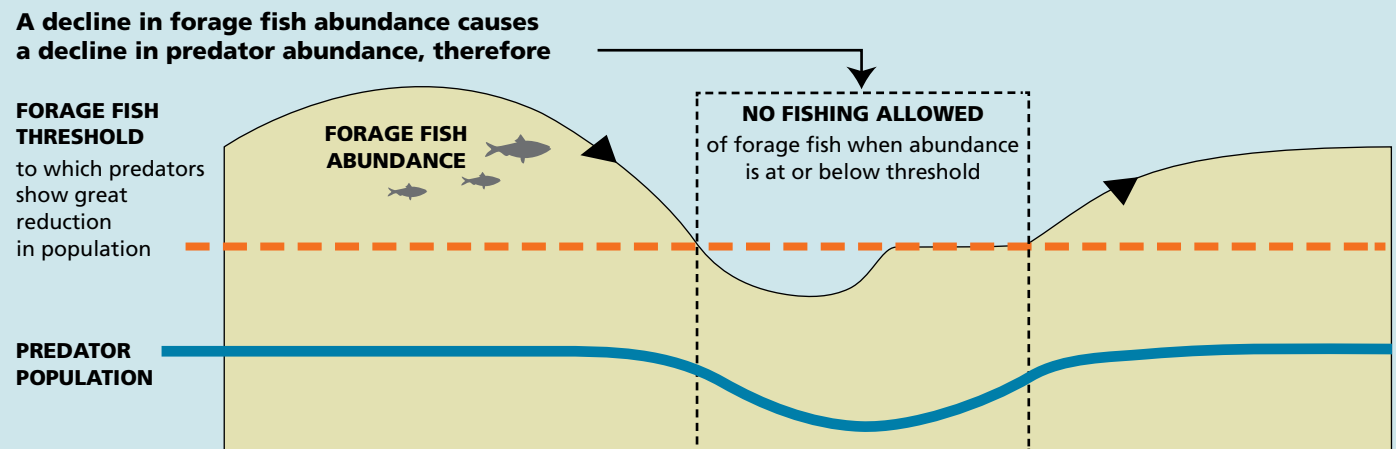 A decline in forage fish abundance causes
a decline in predator abundance, therefore
FORAGE FISH
THRESHOLD
to which predators
show great
reduction
in population
FORAGE FISH
ABUNDANCE
NO FISHING ALLOWED
of forage fish when abundance
is at or below threshold
PREDATOR
POPULATION